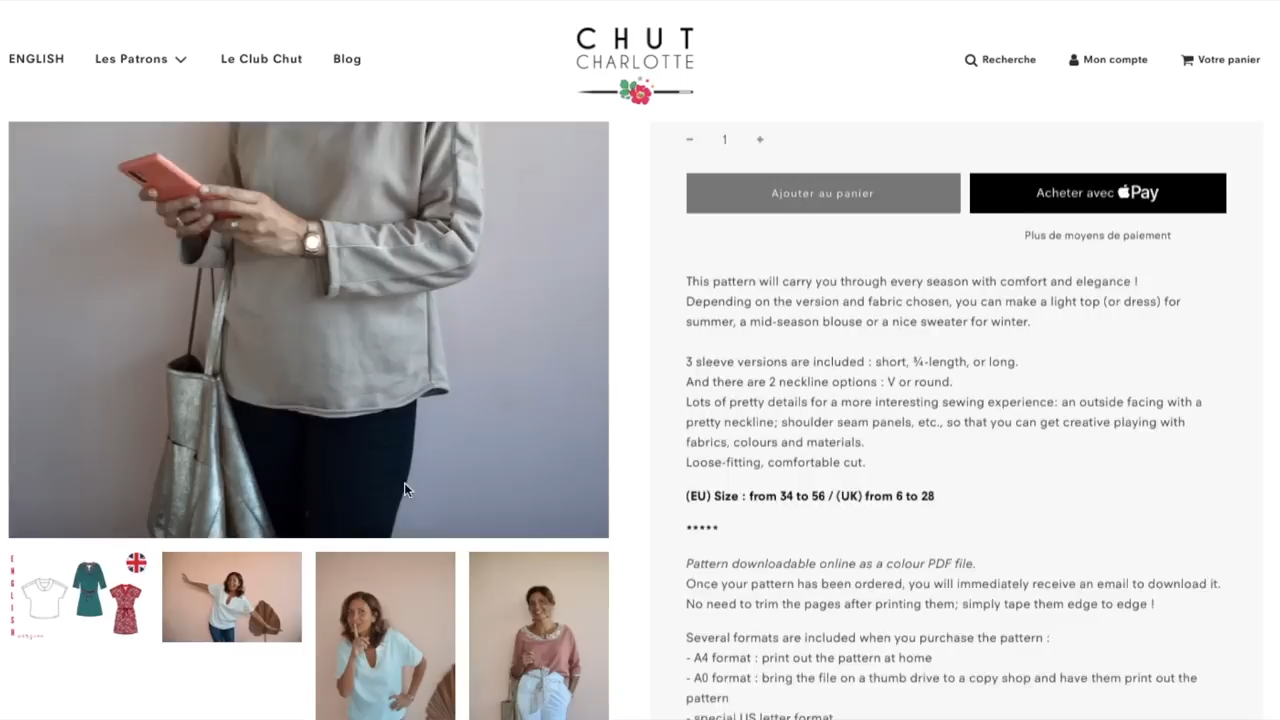 ENGLISH
Les Patrons
Le Club Chut
Blog
CHUT
CHARLOTTE
Recherche
Mon compte
Votre panier
- 1 +
Ajouter au panier
Acheter avec Pay
Plus de moyens de paiement
This pattern will carry you through every season with comfort and elegance !
Depending on the version and fabric chosen, you can make a light top (or dress) for
summer, a mid-season blouse or a nice sweater for winter.
3 sleeve versions are included : short, ¾-length, or long.
And there are 2 neckline options : V or round.
Lots of pretty details for a more interesting sewing experience: an outside facing with a
pretty neckline; shoulder seam panels, etc., so that you can get creative playing with
fabrics, colours and materials.
Loose-fitting, comfortable cut.
(EU) Size : from 34 to 56 / (UK) from 6 to 28
*****
Pattern downloadable online as a colour PDF file.
Once your pattern has been ordered, you will immediately receive an email to download it.
No need to trim the pages after printing them; simply tape them edge to edge !
Several formats are included when you purchase the pattern :
- A4 format : print out the pattern at home
- A0 format : bring the file on a thumb drive to a copy shop and have them print out the
pattern
- special US letter format
ENGLISH
version